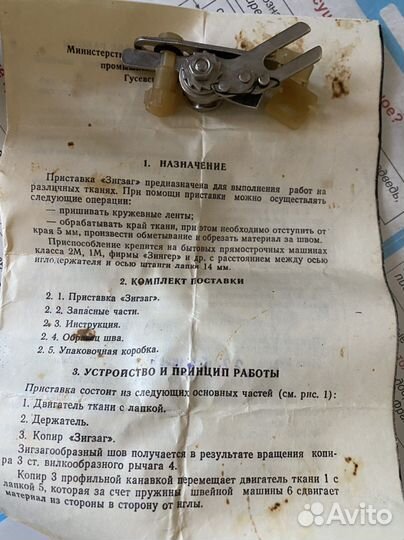 Министерств
промышл
Гусевс
1. НАЗНАЧЕНИЕ
Приставка «Зигзаг» предназначена для выполнения работ на
различных тканях. При помощи приставки можно осуществлять
следующие операции:
— пришивать кружевные ленты;
— обрабатывать край ткани, при этом необходимо отступить от
края 5 мм, произвести обметывание и обрезать материал за швом.
Приспособление крепится на бытовых прямострочных машинах
класса 2М, 1М, фирмы «Зингер» и др. с расстоянием между осью
иглодержателя и осью штанги лапки 14 мм.
2. КОМПЛЕКТ ПОСТАВКИ
2. 1. Приставка «Зигзаг».
2. 2. Запасные части.
2. 3. Инструкция.
2. 4. Образец шва.
2. 5. Упаковочная коробка.
3. УСТРОЙСТВО И ПРИНЦИП РАБОТЫ
Приставка состоит из следующих основных частей (см. рис. 1):
1. Двигатель ткани с лапкой.
2. Держатель.
3. Копир «Зигзаг».
Зигзагообразный шов получается в результате вращения копи-
ра 3 ст. вилкообразного рычага 4.
Копир 3 профильной канавкой перемещает двигатель ткани 1 с
лапкой 5, которая за счет пружины швейной машины 6 сдвигает
материал из стороны в сторону от иглы.
Avito